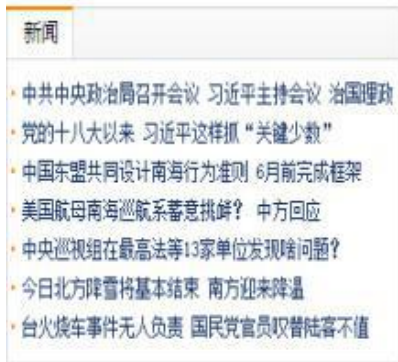 新闻
中共中央政治局召开会议 习近平主持会议 治国理政
党的十八大以来 习近平这样抓“关键少数”
中国东盟共同设计南海行为准则 6月前完成框架
美国航母南海巡航系蓄意挑衅？ 中方回应
中央巡视组在最高法等13家单位发现啥问题？
今日北方降雪将基本结束 南方迎来降温
台火烧车事件无人负责 国民党官员叹替陆客不值